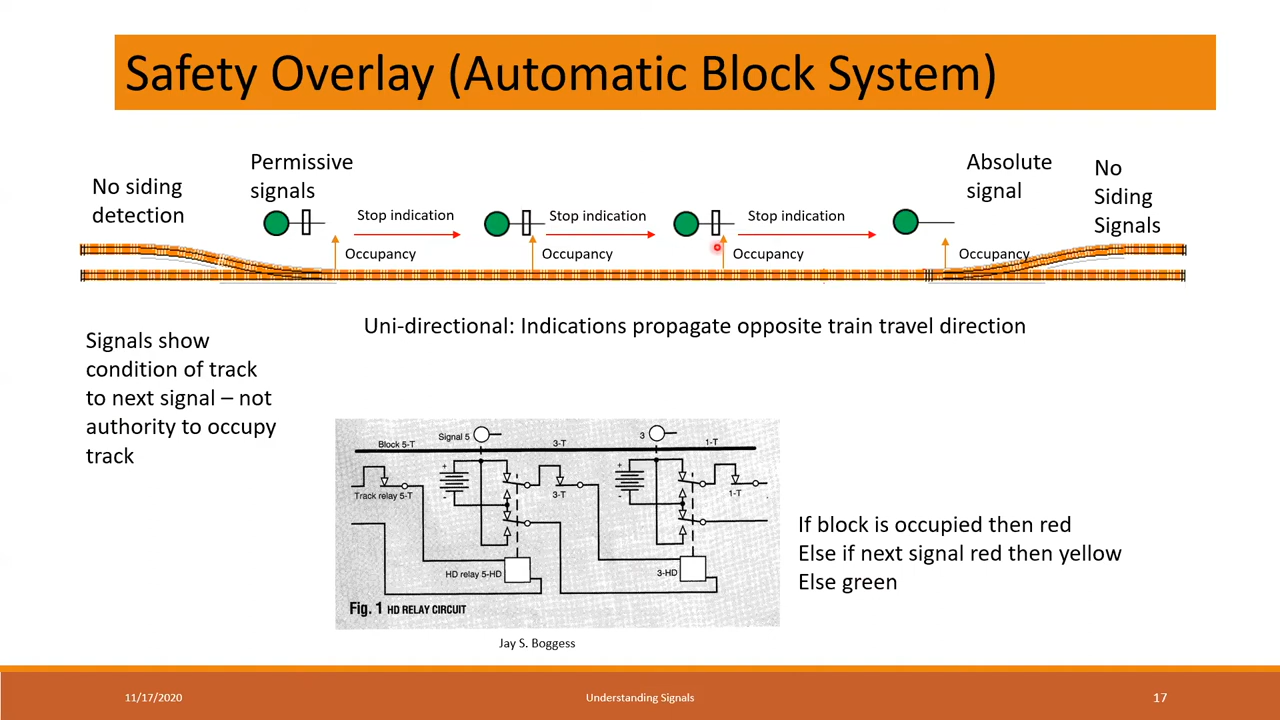 Safety Overlay (Automatic Block System)
No siding
detection
Permissive
signals
Stop indication
Stop indication
Stop indication
Absolute
signal
No
Siding
Signals
Occupancy
Occupancy
Occupancy
Occupancy
Uni-directional: Indications propagate opposite train travel direction
Signals show
condition of track
to next signal – not
authority to occupy
track
Block 5-T
Signal 5
3-T
3
1-T
+
-
+
-
Track relay 5-T
3-T
1-T
HD relay 5-HD
3-HD
Fig. 1 HD RELAY CIRCUIT
Jay S. Boggess
If block is occupied then red
Else if next signal red then yellow
Else green
11/17/2020
Understanding Signals
17